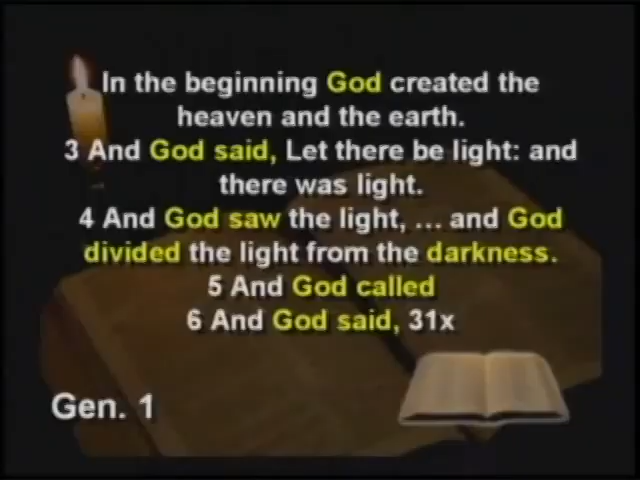 In the beginning God created the
heaven and the earth.
3 And God said, Let there be light: and
there was light.
4 And God saw the light, ... and God
divided the light from the darkness.
5 And God called
6 And God said, 31x
Gen. 1